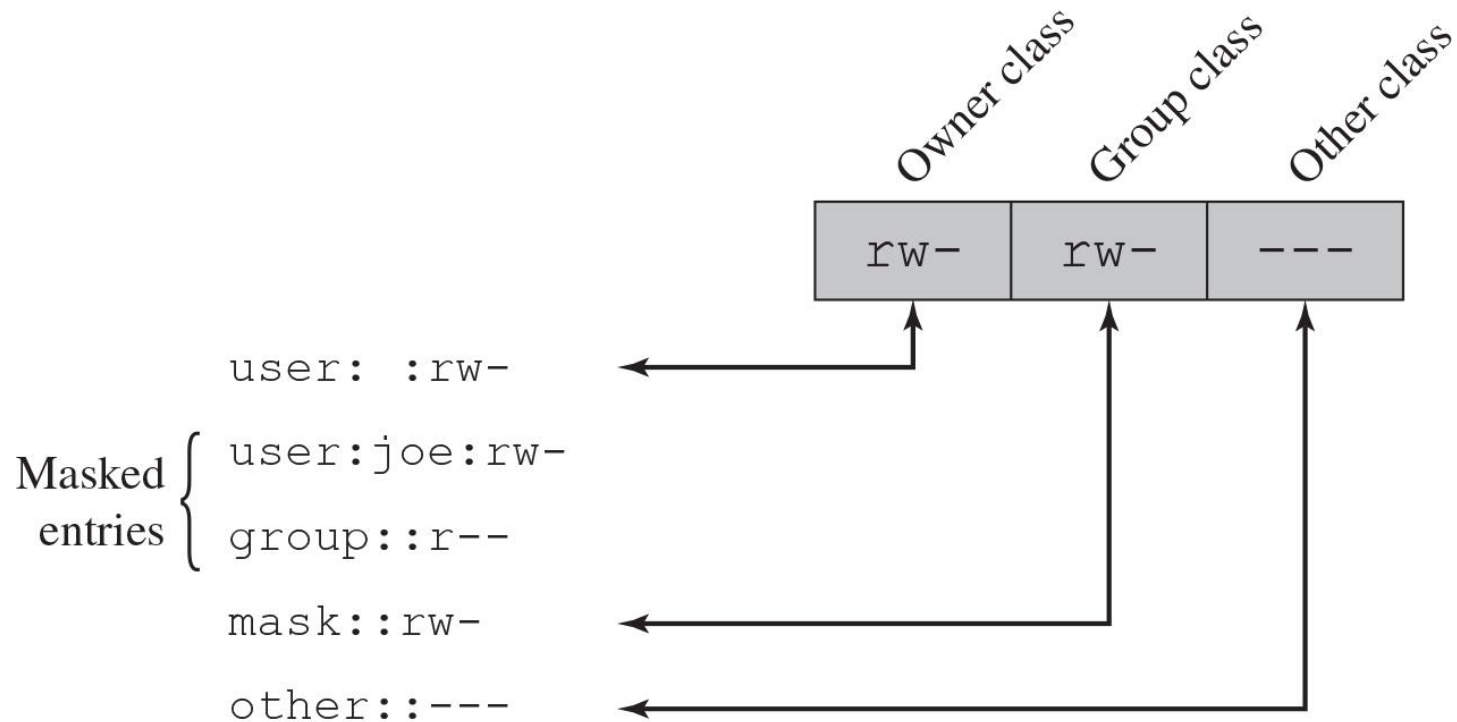 Owner class
Group class
Other class
rw-
rw-
---
user: :rw-
Masked
entries
user:joe:rw-
group::r--
mask::rw-
other::---